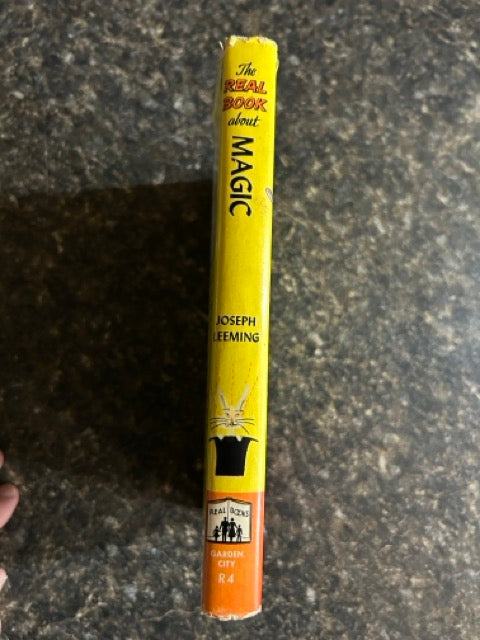 The
REAL
BOOK
about
MAGIC
JOSEPH
LEEMING
REAL BOOKS
GARDEN
CITY
R4